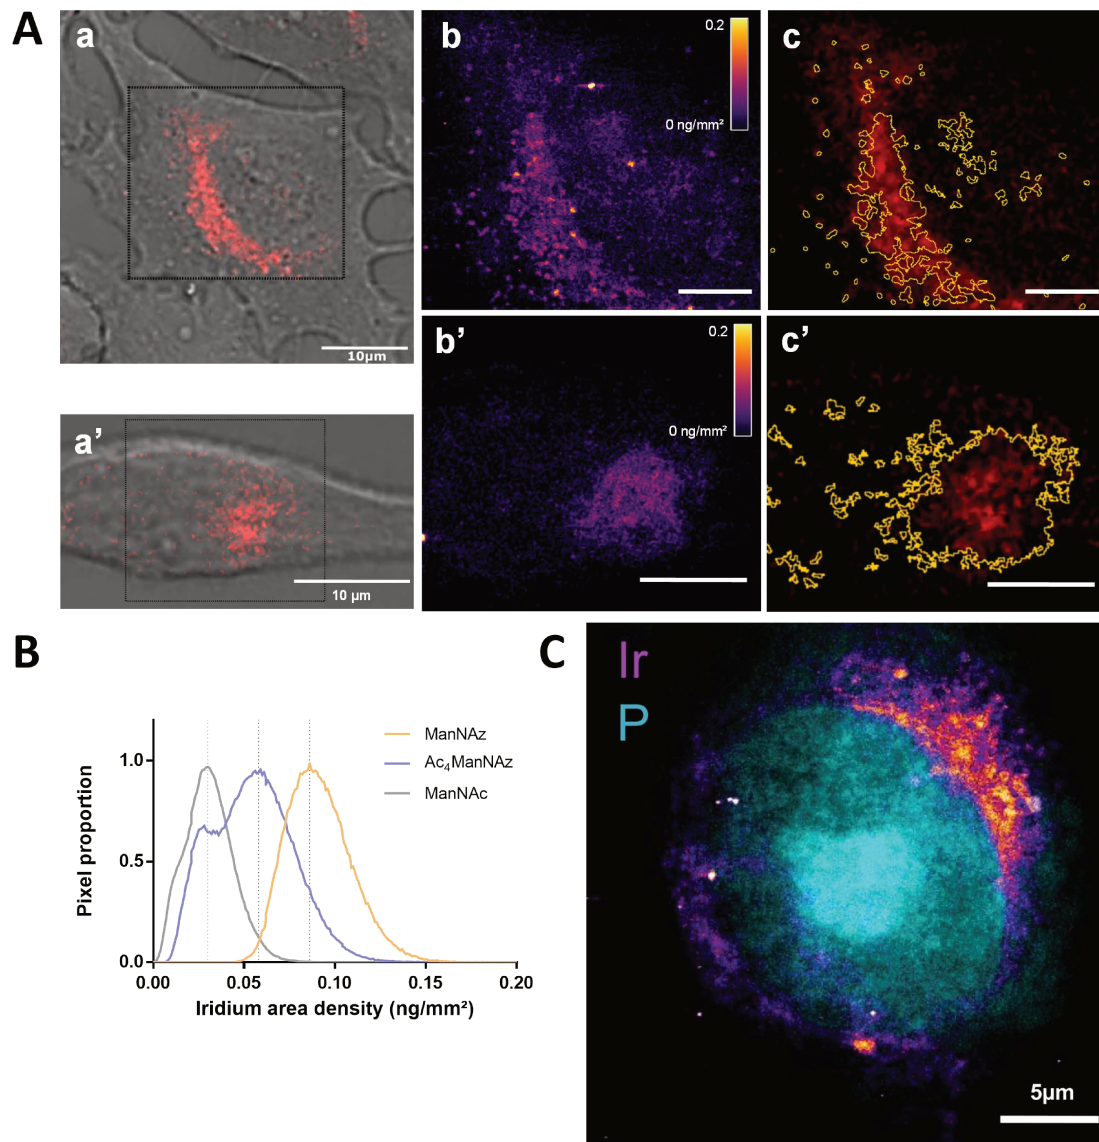 A
a
10µm
b
0.2
0 ng/mm²
c
a’
10 µm
b’
0.2
0 ng/mm²
c’
B
ManNAz
Ac₄ManNAz
ManNAc
Pixel proportion
1.0
0.5
0.0
0.00
0.05
0.10
0.15
0.20
Iridium area density (ng/mm²)
C
Ir
P
5µm